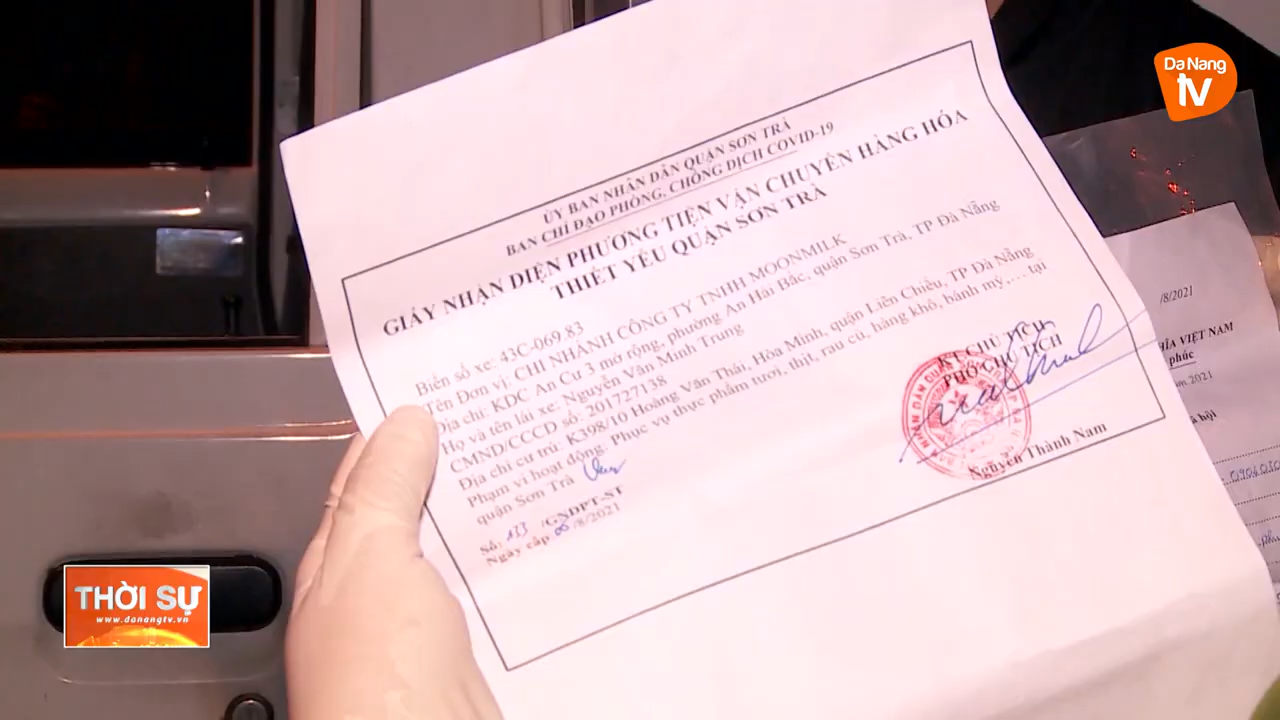 Da Nang
tv
ỦY BAN NHÂN DÂN QUẬN SƠN TRÀ
BAN CHỈ ĐẠO PHÒNG, CHỐNG DỊCH COVID-19
GIẤY NHẬN DIỆN PHƯƠNG TIỆN VẬN CHUYỂN HÀNG HÓA
THIẾT YẾU QUẬN SƠN TRÀ
Biển số xe: 43C-069.83
Tên Đơn vị: CHI NHÁNH CÔNG TY TNHH MOONMILK
Địa chỉ: KDC An Cư 3 mở rộng, phường An Hải Bắc, quận Sơn Trà, TP Đà Nẵng
Họ và tên lái xe: Nguyễn Văn Minh Trung
CMND/CCCD số: 201727138
Địa chỉ cư trú: K398/10 Hoàng Văn Thái, Hòa Minh, quận Liên Chiểu, TP Đà Nẵng
Phạm vi hoạt động: Phục vụ thực phẩm tươi, thịt, rau củ, hàng khô, bánh mỳ,… tại
quận Sơn Trà
KT.CHỦ TỊCH
PHÓ CHỦ TỊCH
Nguyễn Thành Nam
Số: 133 /GNDPT-ST
Ngày cấp /8/2021
/8/2021
HĨA VIỆT NAM
phúc
2021
hà nội
THỜI SỰ
www.danangtv.vn